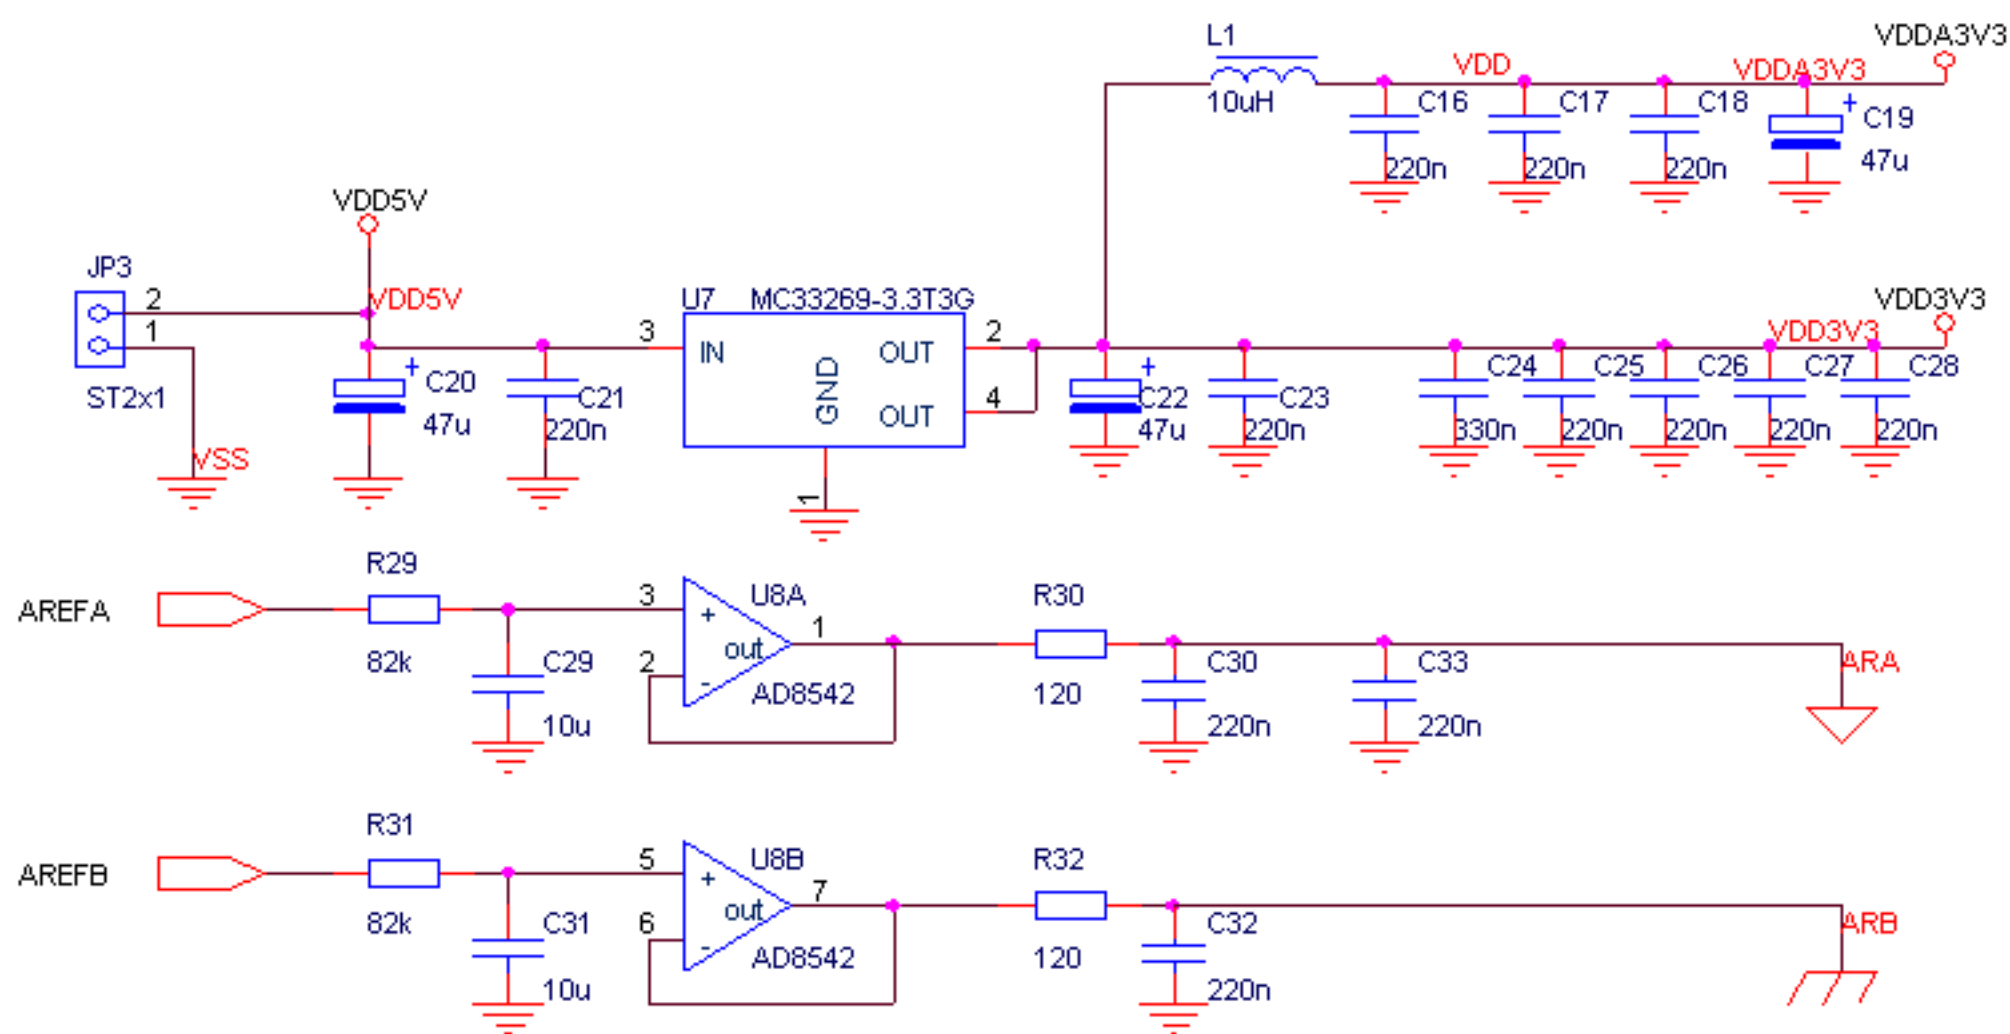 L1
VDDA3V3
VDD
VDDA3V3
10uH
C16
C17
C18
+
C19
220n
220n
220n
47u
VDD5V
JP3
2
VDD5V
U7
MC33269-3.3T3G
VDD3V3
1
3
IN
OUT
2
VDD3V3
+
C20
C21
GND
+
C22
C23
C24
C25
C26
C27
C28
ST2x1
47u
220n
OUT
4
47u
220n
330n
220n
220n
220n
220n
VSS
1
R29
AREFA
3
+
U8A
1
R30
82k
C29
2
-
out
AD8542
120
C30
C33
ARA
10u
220n
220n
R31
AREFB
5
+
U8B
7
R32
82k
C31
6
-
out
AD8542
120
C32
ARB
10u
220n